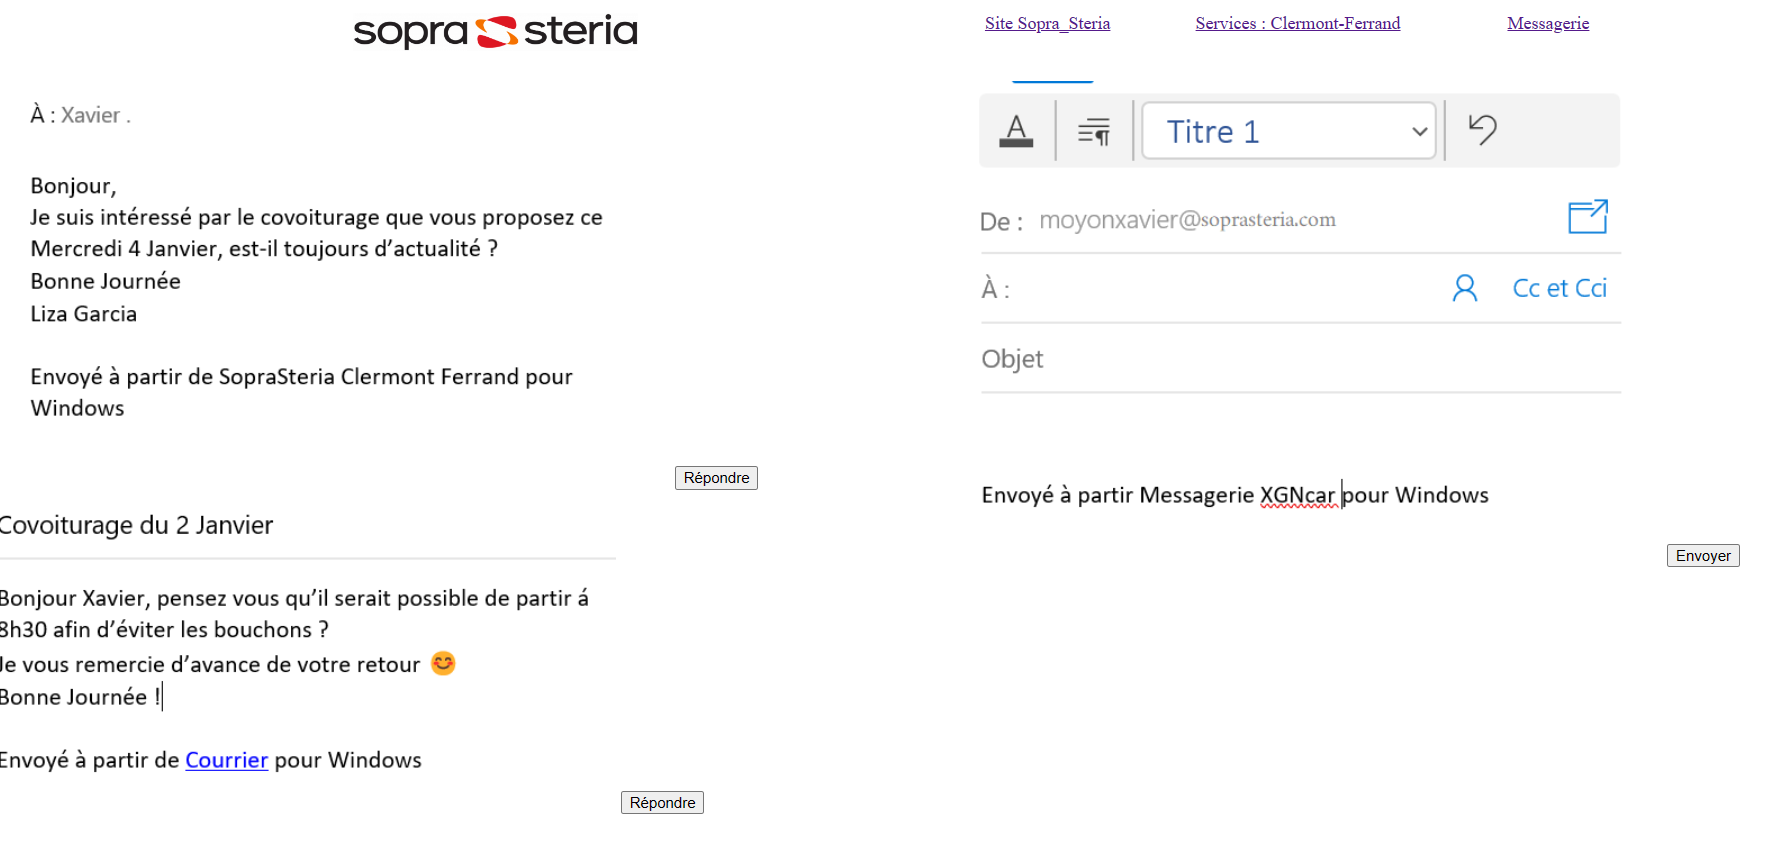 sopra steria
Site Sopra_Steria
Services : Clermont-Ferrand
Messagerie
À : Xavier .
Bonjour,
Je suis intéressé par le covoiturage que vous proposez ce
Mercredi 4 Janvier, est-il toujours d’actualité ?
Bonne Journée
Liza Garcia
Envoyé à partir de SopraSteria Clermont Ferrand pour
Windows
Répondre
Covoiturage du 2 Janvier
Bonjour Xavier, pensez vous qu’il serait possible de partir á
8h30 afin d’éviter les bouchons ?
Je vous remercie d’avance de votre retour 😊
Bonne Journée !
Envoyé à partir de Courrier pour Windows
Répondre
A
Titre 1
De : moyonxavier@soprasteria.com
À :
Cc et Cci
Objet
Envoyé à partir Messagerie XGNcar pour Windows
Envoyer